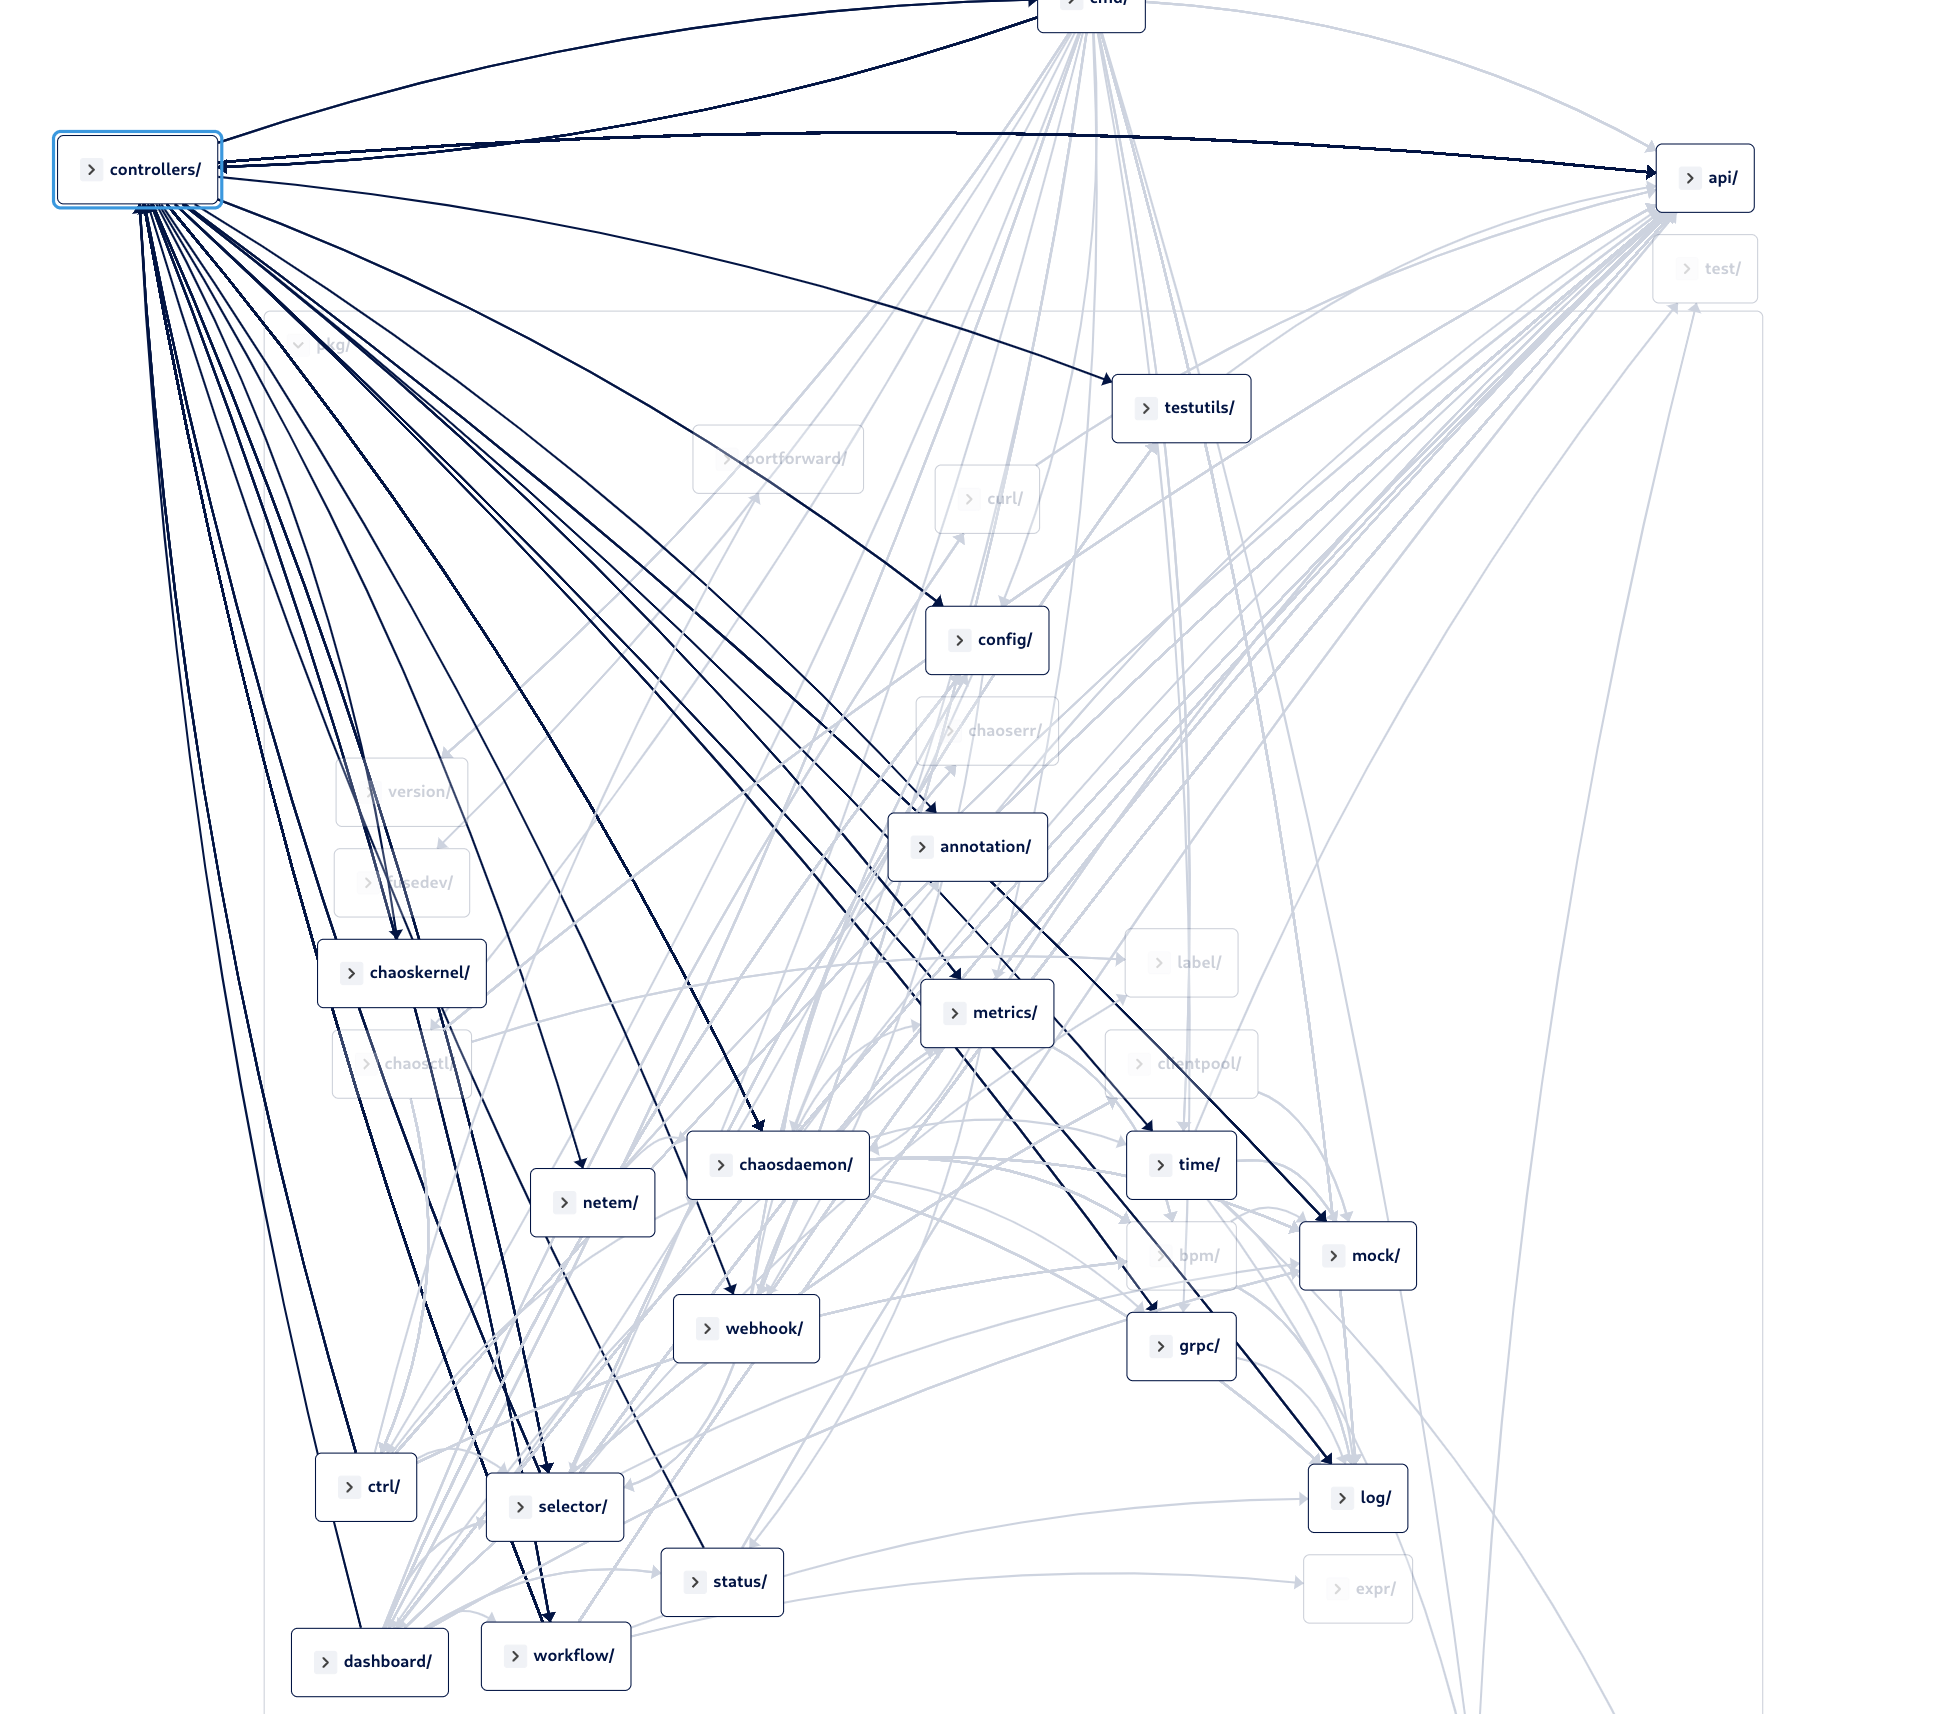 cmd/
controllers/
api/
test/
pkg/
testutils/
portforward/
curl/
config/
chaoserr/
version/
fusedev/
annotation/
label/
chaoskernel/
metrics/
chaosctl/
clientpool/
chaosdaemon/
time/
netem/
bpm/
mock/
webhook/
grpc/
ctrl/
selector/
log/
status/
expr/
dashboard/
workflow/